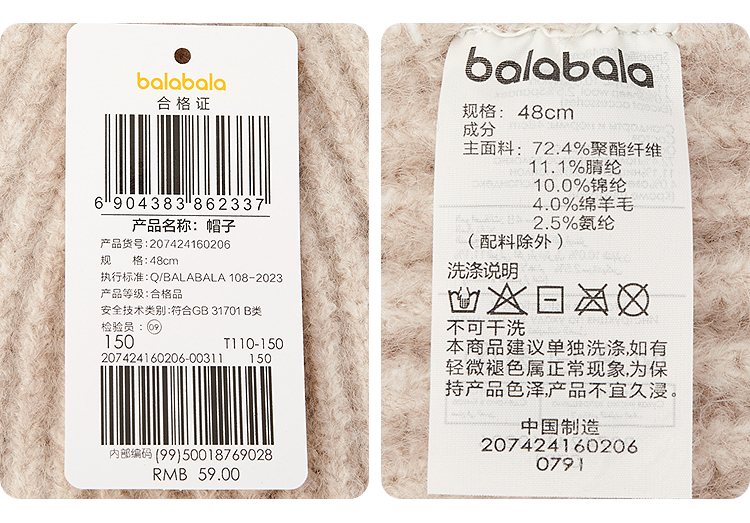 balabala
合格证
6 904383 862337
产品名称：帽子
产品货号：207424160206
规 格：48cm
执行标准：Q/BALABALA 108-2023
产品等级：合格品
安全技术类别：符合GB 31701 B类
检验员：09
150 T110-150
207424160206-00311 150
内部编码 (99)50018769028
RMB 59.00
balabala
规格：48cm
成分
主面料：72.4%聚酯纤维
11.1%腈纶
10.0%锦纶
4.0%绵羊毛
2.5%氨纶
（配料除外）
洗涤说明
不可干洗
本商品建议单独洗涤,如有
轻微褪色属正常现象,为保
持产品色泽,产品不宜久浸。
中国制造
207424160206
0791